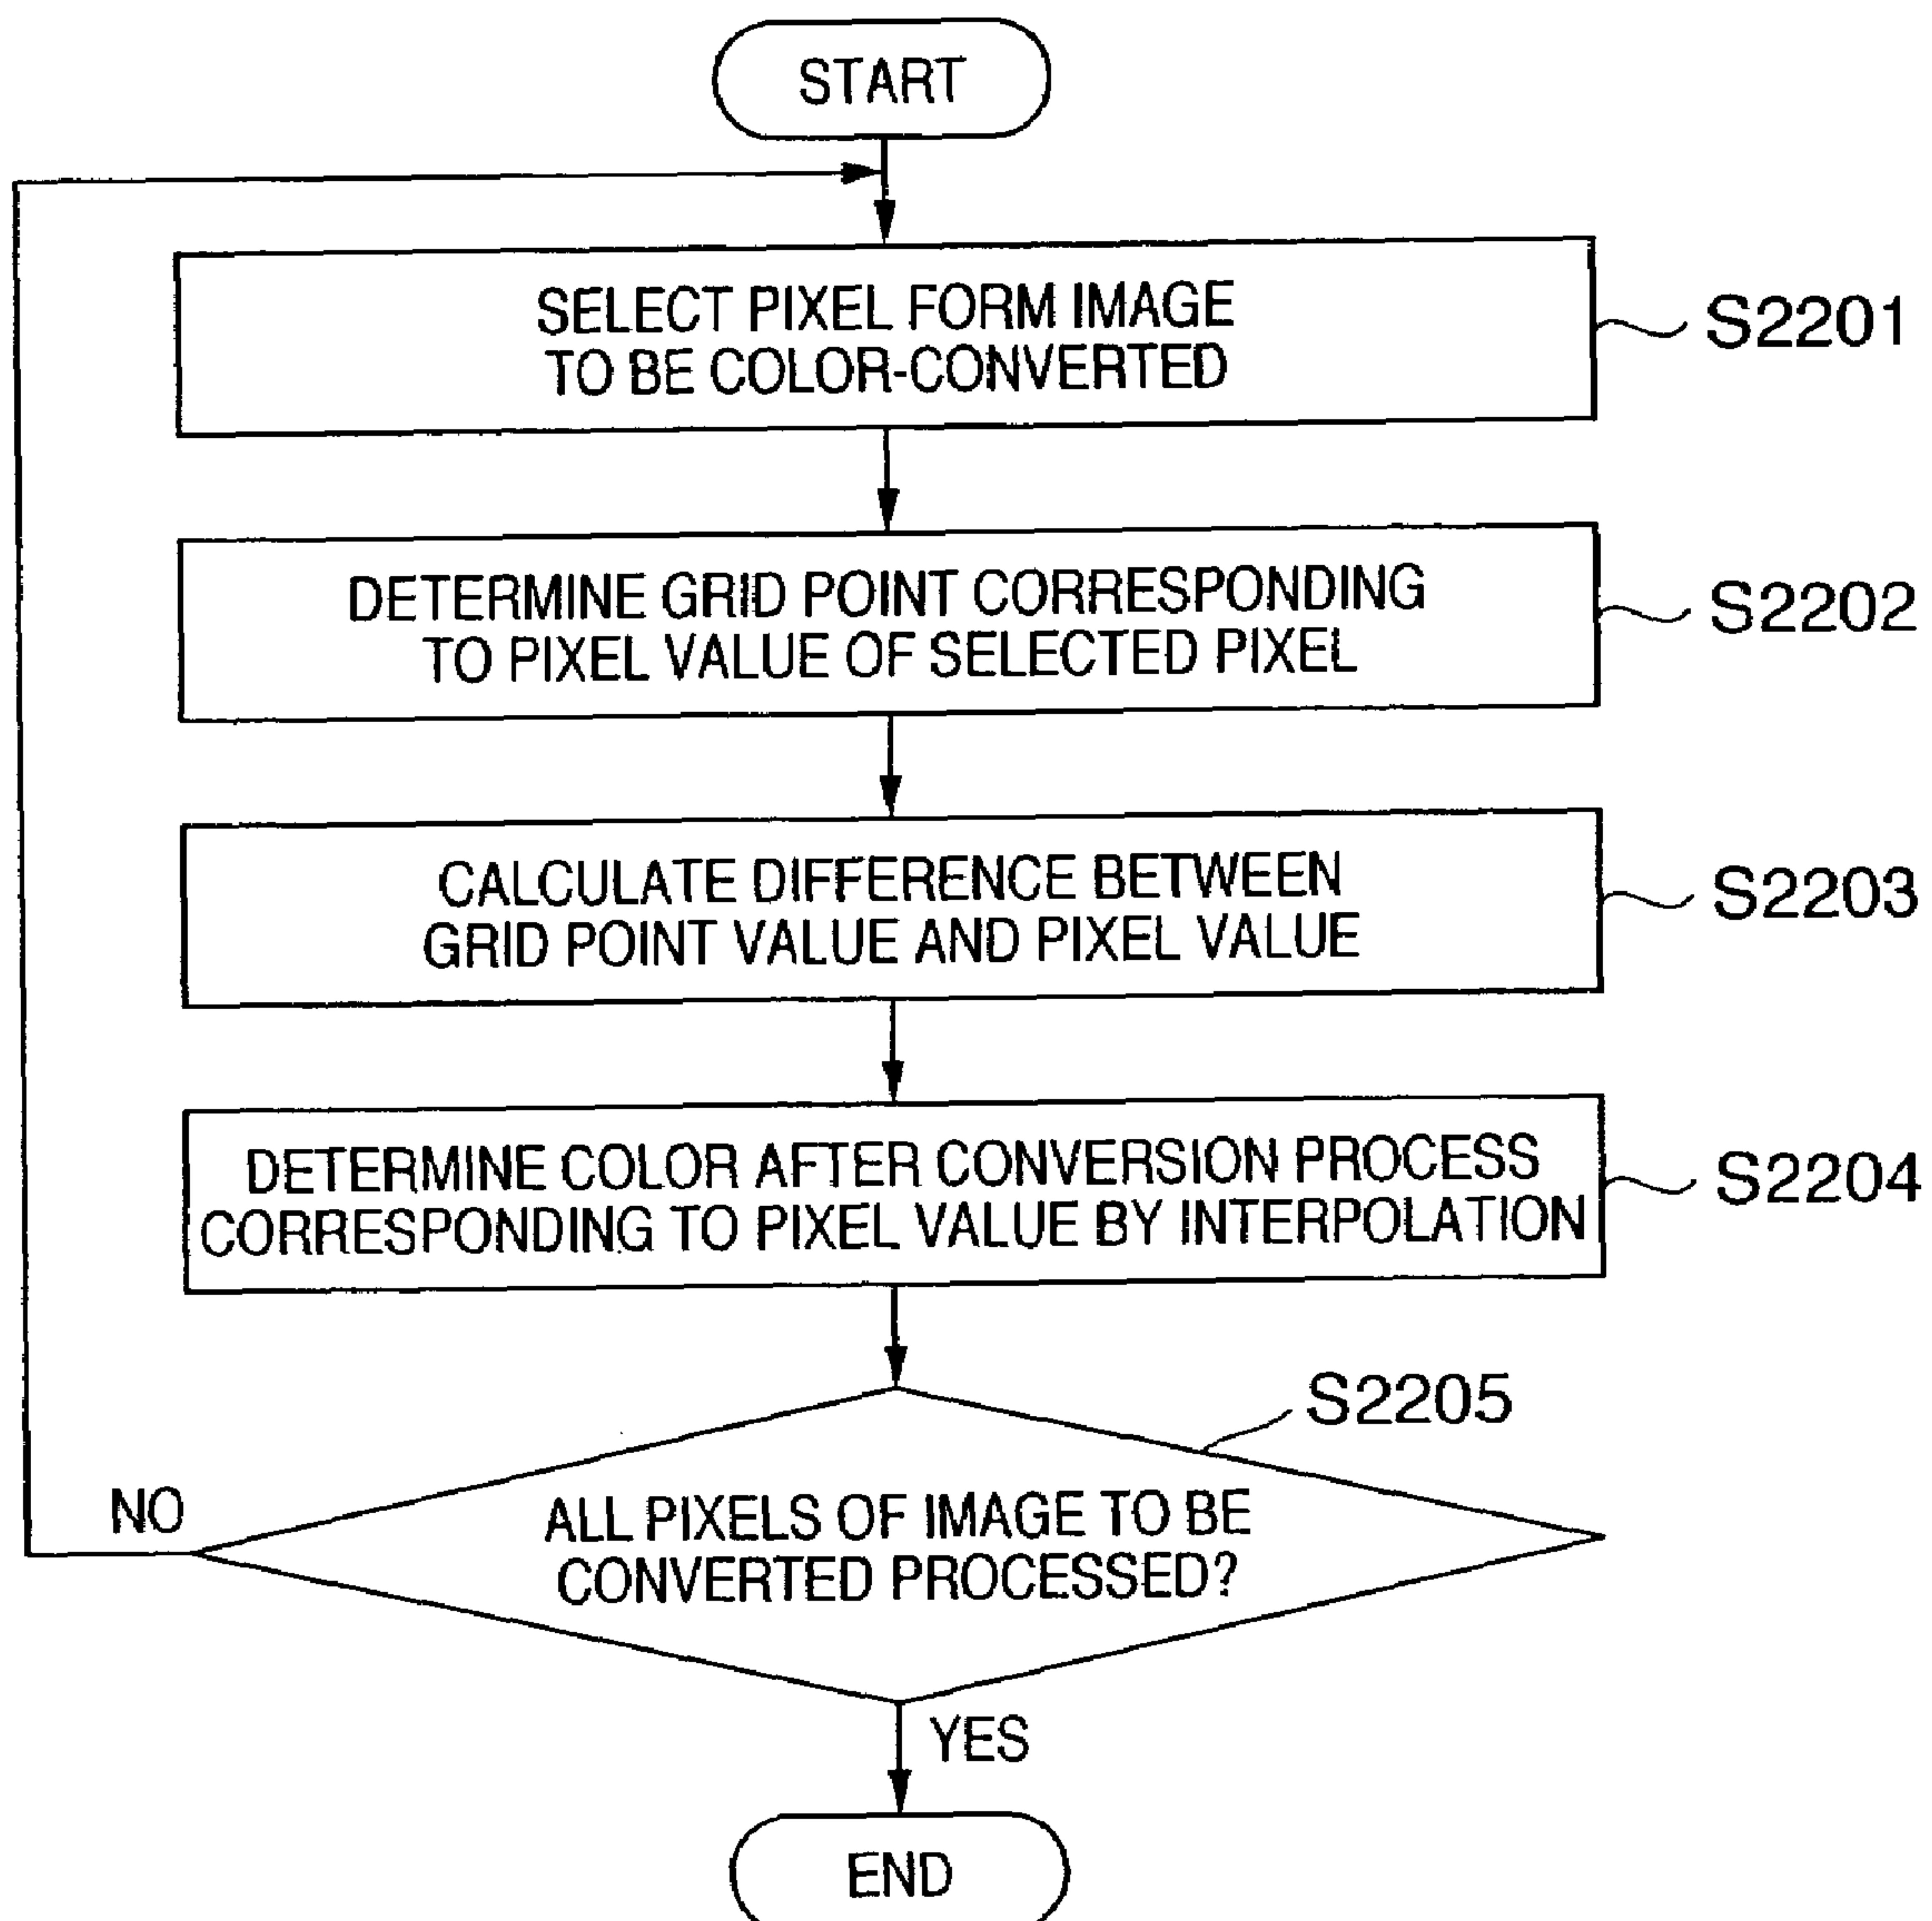 START
SELECT PIXEL FORM IMAGE
TO BE COLOR-CONVERTED
S2201
DETERMINE GRID POINT CORRESPONDING
TO PIXEL VALUE OF SELECTED PIXEL
S2202
CALCULATE DIFFERENCE BETWEEN
GRID POINT VALUE AND PIXEL VALUE
S2203
DETERMINE COLOR AFTER CONVERSION PROCESS
CORRESPONDING TO PIXEL VALUE BY INTERPOLATION
S2204
S2205
NO
ALL PIXELS OF IMAGE TO BE
CONVERTED PROCESSED?
YES
END